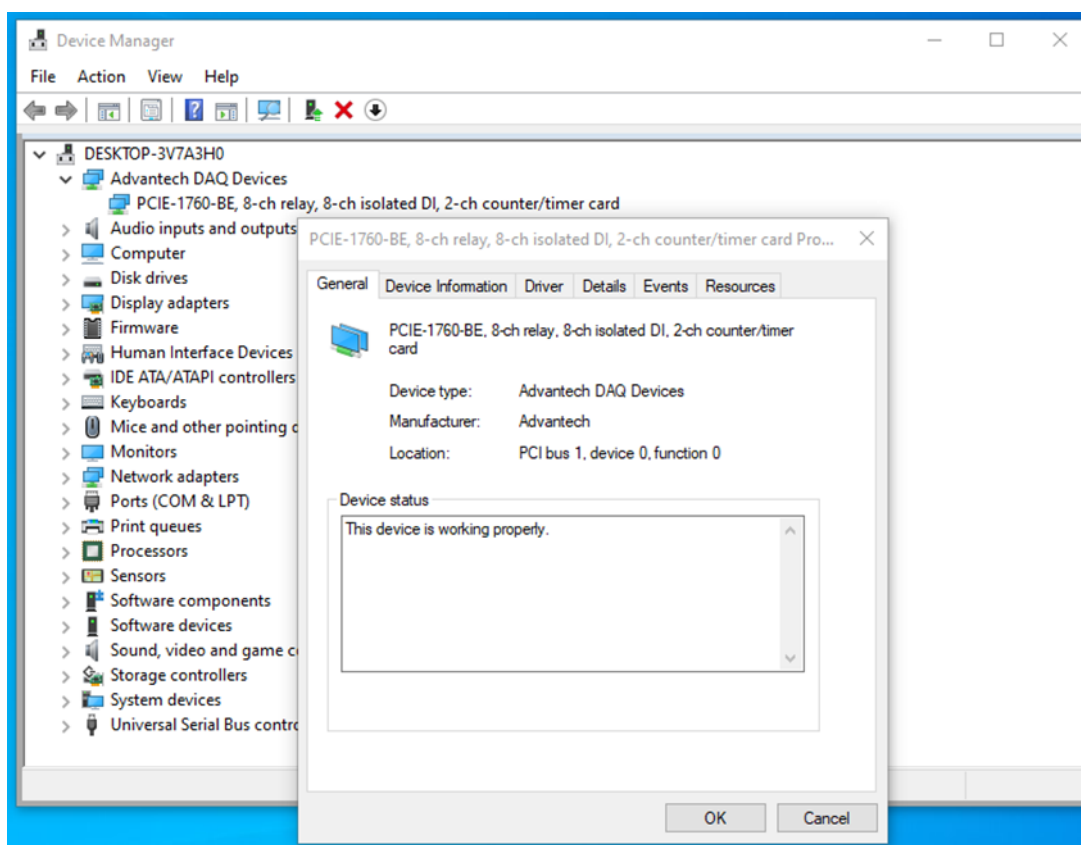 Device Manager
File Action View Help
DESKTOP-3V7A3H0
Advantech DAQ Devices
PCIE-1760-BE, 8-ch relay, 8-ch isolated DI, 2-ch counter/timer card
Audio inputs and outputs
Computer
Disk drives
Display adapters
Firmware
Human Interface Devices
IDE ATA/ATAPI controllers
Keyboards
Mice and other pointing
Monitors
Network adapters
Ports (COM & LPT)
Print queues
Processors
Sensors
Software components
Software devices
Sound, video and game
Storage controllers
System devices
Universal Serial Bus
PCIE-1760-BE, 8-ch relay, 8-ch isolated DI, 2-ch counter/timer card Pro...
General Device Information Driver Details Events Resources
PCIE-1760-BE, 8-ch relay, 8-ch isolated DI, 2-ch counter/timer
card
Device type: Advantech DAQ Devices
Manufacturer: Advantech
Location: PCI bus 1, device 0, function 0
Device status
This device is working properly.
OK Cancel